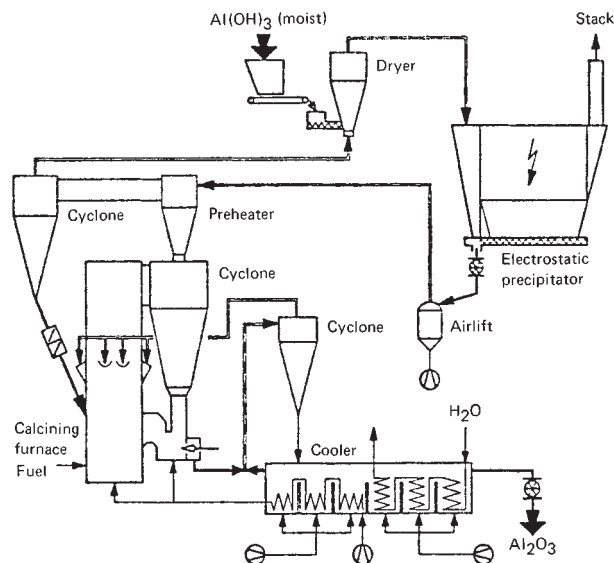 Al(OH)3 (moist)
Stack
Dryer
Cyclone
Preheater
Electrostatic
precipitator
Cyclone
Cyclone
Airlift
H2O
Calcining
furnace
Fuel
Cooler
Al2O3